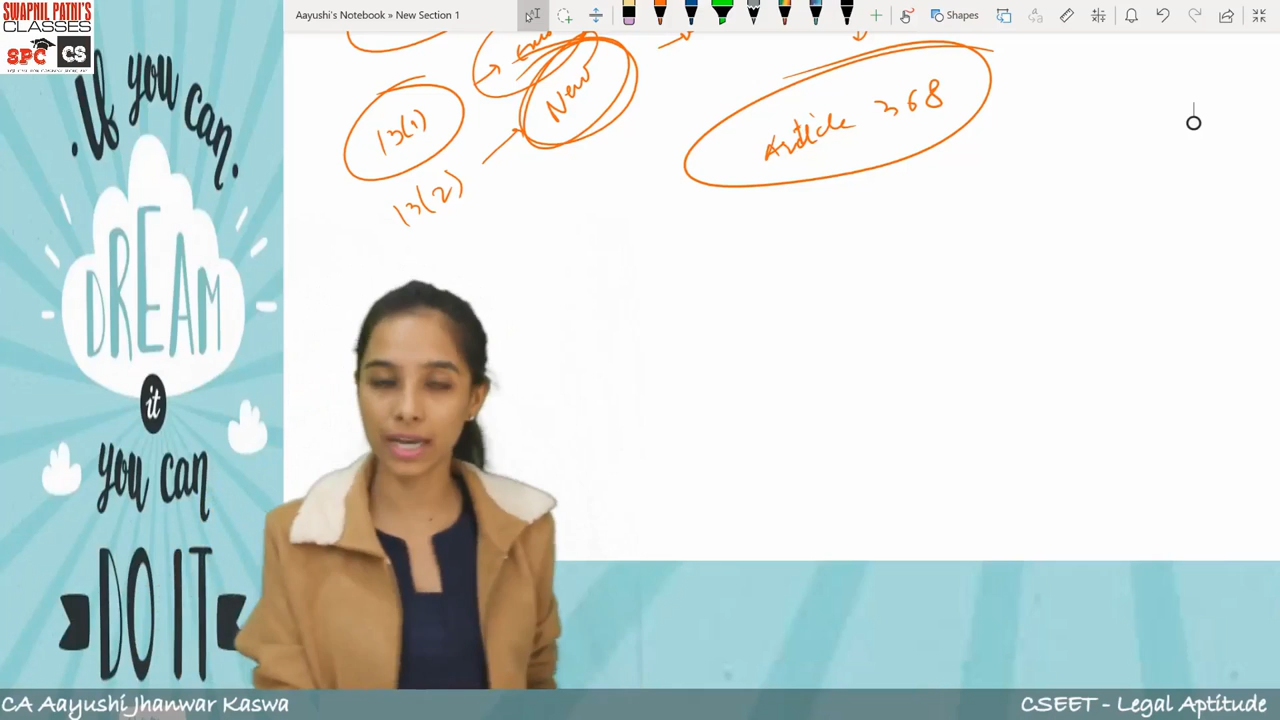 SWAPNIL PATNI'S
CLASSES
SPC CS
Aayushi's Notebook » New Section 1
Shapes
New
13(1)
13(2)
Article 368
If you can
DREAM
it
you can
DO IT
CA Aayushi Jhanwar Kaswa
CSEET - Legal Aptitude